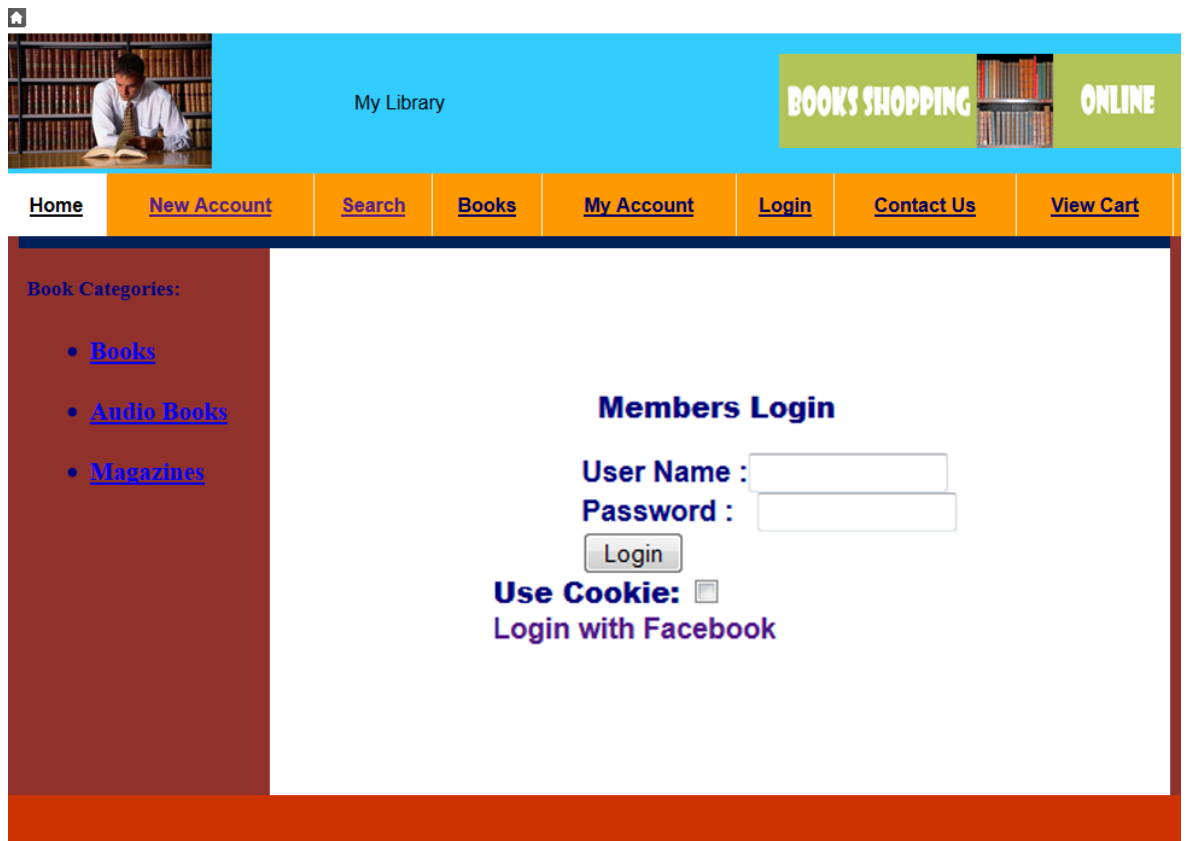 My Library
BOOKS SHOPPING ONLINE
Home New Account Search Books My Account Login Contact Us View Cart
Book Categories:
• Books
• Audio Books
• Magazines
Members Login
User Name :
Password :
Login
Use Cookie:
Login with Facebook